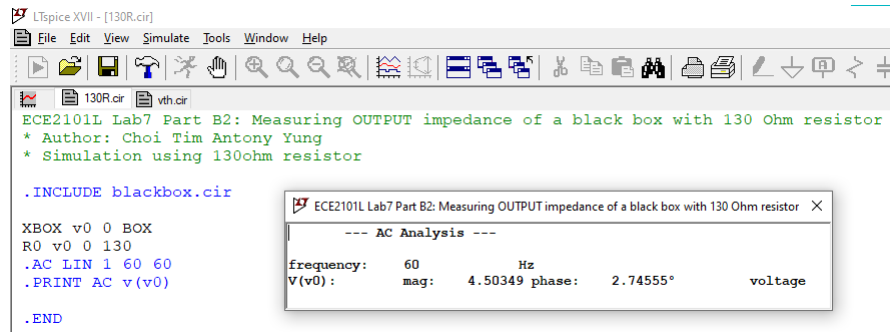 LTspice XVII - [130R.cir]
File Edit View Simulate Tools Window Help
130R.cir vth.cir
ECE2101L Lab7 Part B2: Measuring OUTPUT impedance of a black box with 130 Ohm resistor
* Author: Choi Tim Antony Yung
* Simulation using 130ohm resistor
.INCLUDE blackbox.cir
XBOX v0 0 BOX
R0 v0 0 130
.AC LIN 1 60 60
.PRINT AC v(v0)
.END
ECE2101L Lab7 Part B2: Measuring OUTPUT impedance of a black box with 130 Ohm resistor
--- AC Analysis ---
frequency: 60 Hz
V(v0): mag: 4.50349 phase: 2.74555° voltage